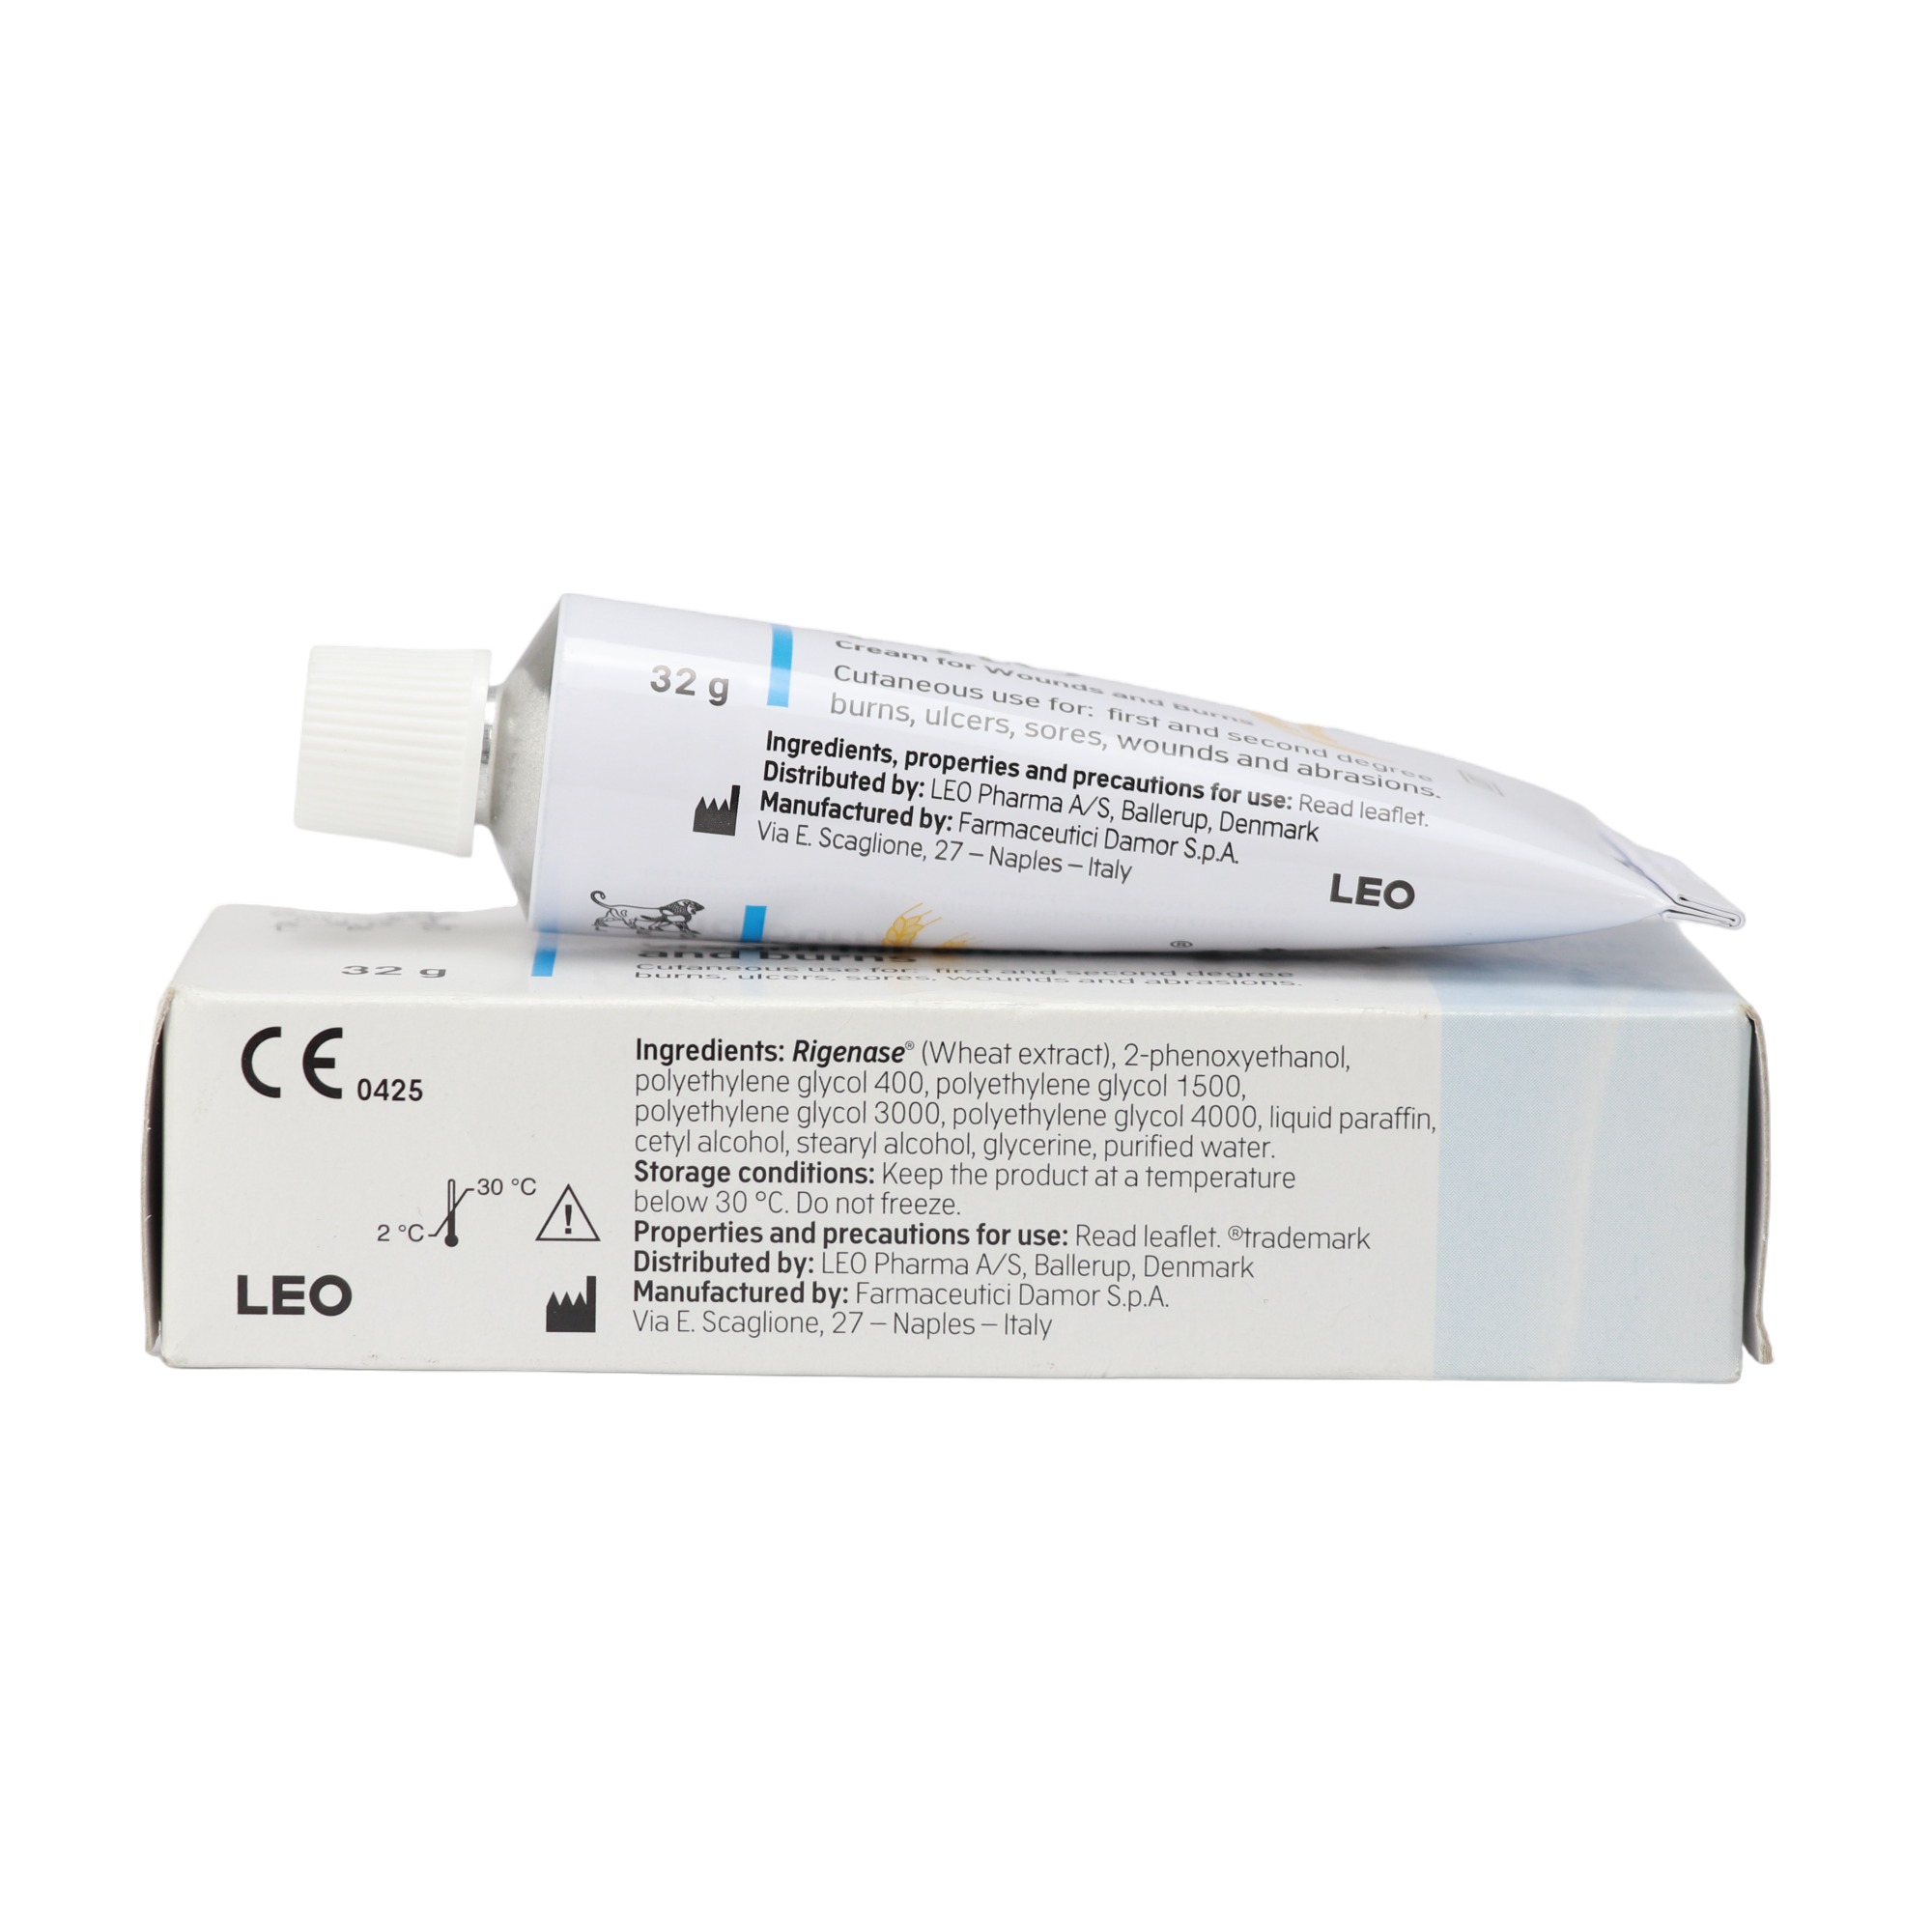 32 g
Cream for Wounds and Burns
Cutaneous use for: first and second degree
burns, ulcers, sores, wounds and abrasions.
Ingredients, properties and precautions for use: Read leaflet.
Distributed by: LEO Pharma A/S, Ballerup, Denmark
Manufactured by: Farmaceutici Damor S.p.A.
Via E. Scaglione, 27 – Naples – Italy
LEO
®
32 g
and burns
Cutaneous use for: first and second degree
burns, ulcers, sores, wounds and abrasions.
CE 0425
2 °C
30 °C
!
LEO
Ingredients: Rigenase® (Wheat extract), 2-phenoxyethanol,
polyethylene glycol 400, polyethylene glycol 1500,
polyethylene glycol 3000, polyethylene glycol 4000, liquid paraffin,
cetyl alcohol, stearyl alcohol, glycerine, purified water.
Storage conditions: Keep the product at a temperature
below 30 °C. Do not freeze.
Properties and precautions for use: Read leaflet. ®trademark
Distributed by: LEO Pharma A/S, Ballerup, Denmark
Manufactured by: Farmaceutici Damor S.p.A.
Via E. Scaglione, 27 – Naples – Italy